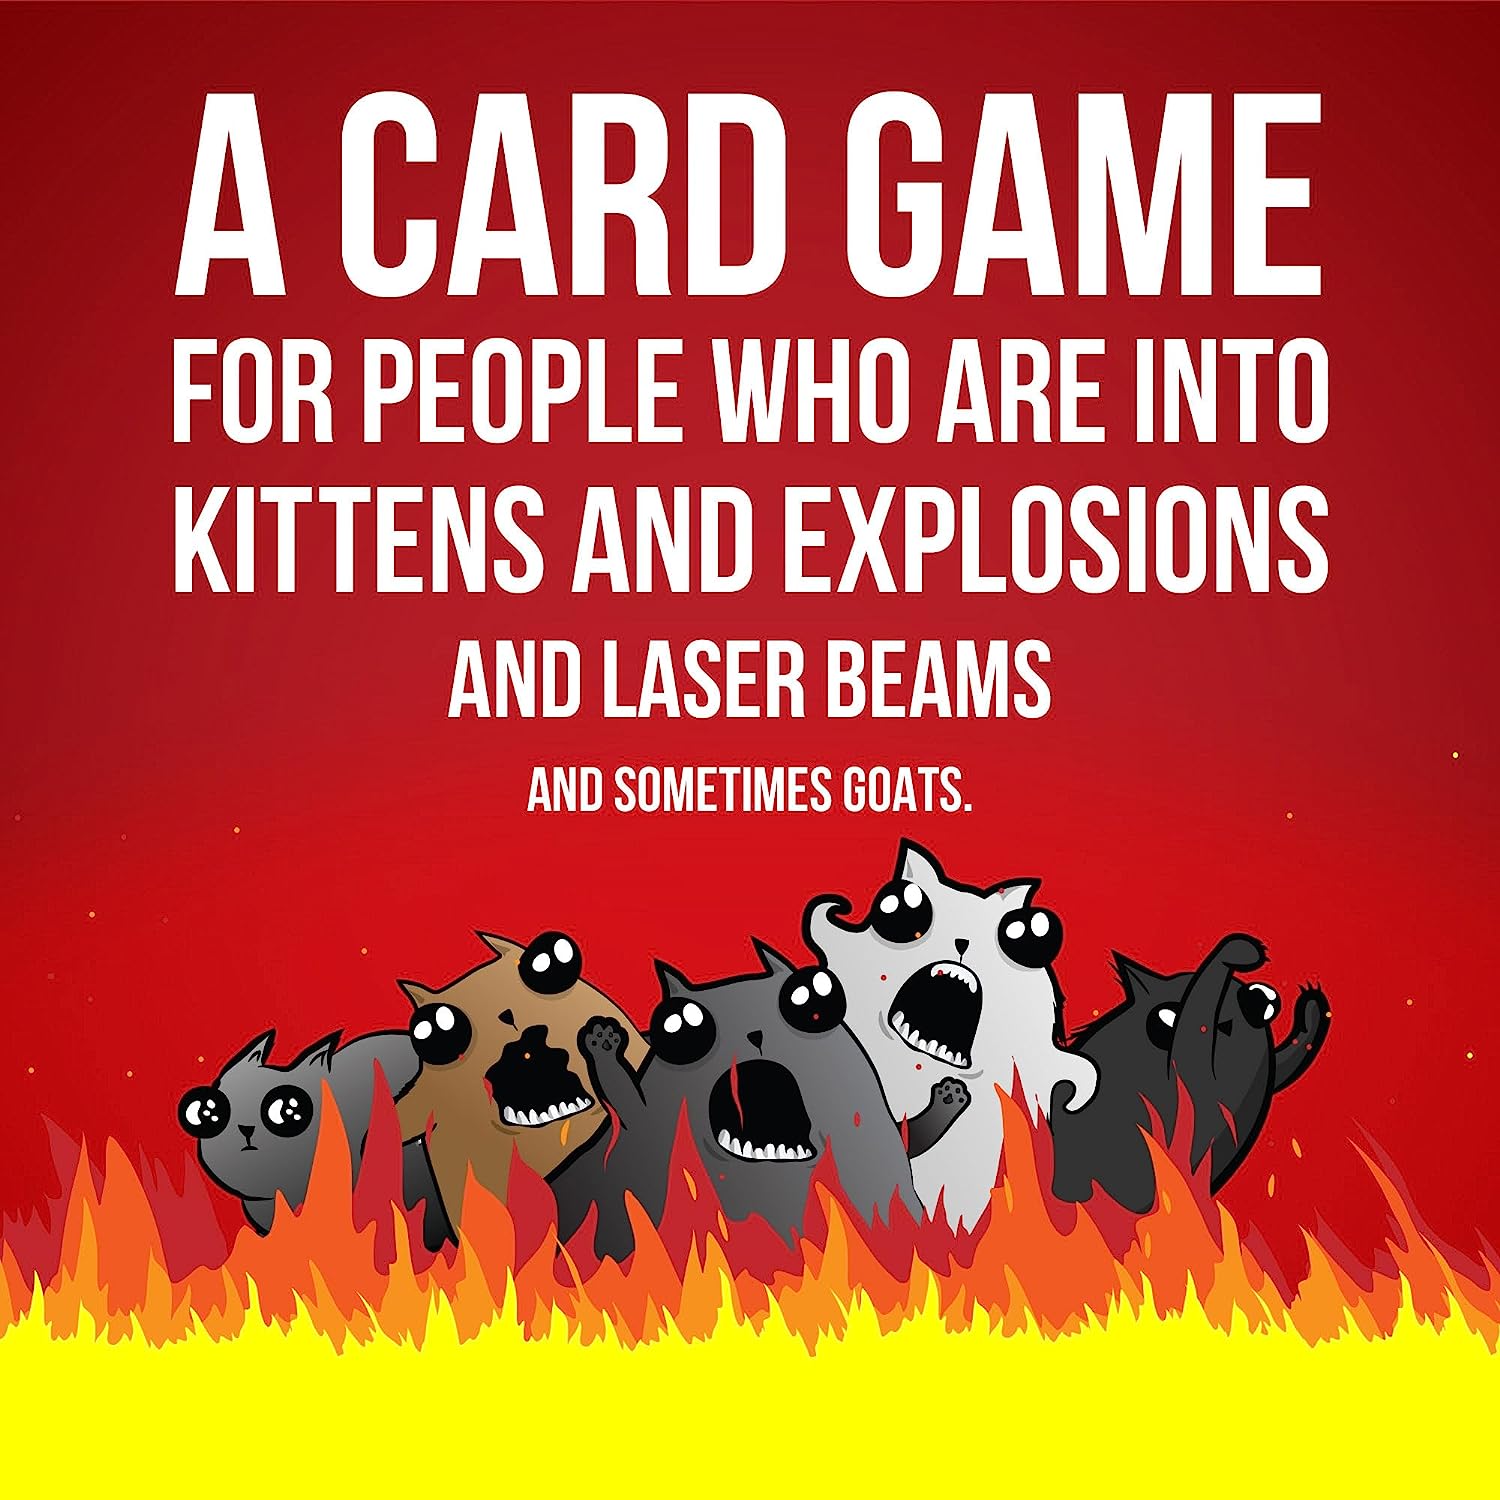 A CARD GAME
FOR PEOPLE WHO ARE INTO
KITTENS AND EXPLOSIONS
AND LASER BEAMS
AND SOMETIMES GOATS.